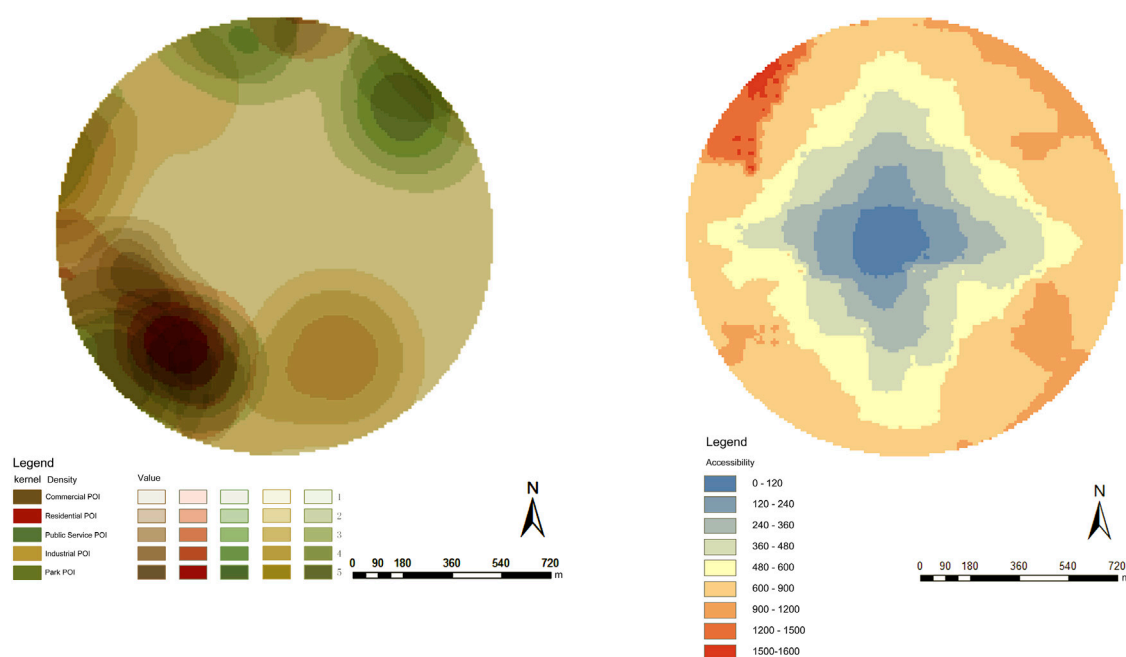 Legend
kernel Density Value
Commercial POI 1
Residential POI 2
Public Service POI 3
Industrial POI 4
Park POI 5
N
0 90 180 360 540 720
m
Legend
Accessibility
0 - 120
120 - 240
240 - 360
360 - 480
480 - 600
600 - 900
900 - 1200
1200 - 1500
1500-1600
N
0 90 180 360 540 720
m